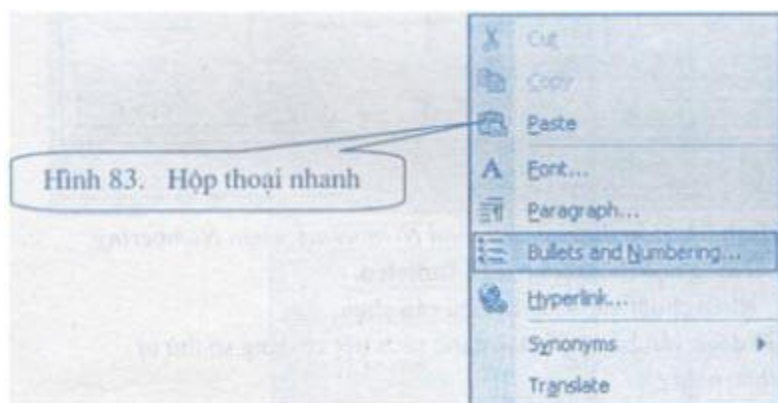 Cut
Copy
Paste
Hình 83. Hộp thoại nhanh
Font...
Paragraph...
Bullets and Numbering...
Hyperlink...
Synonyms
Translate